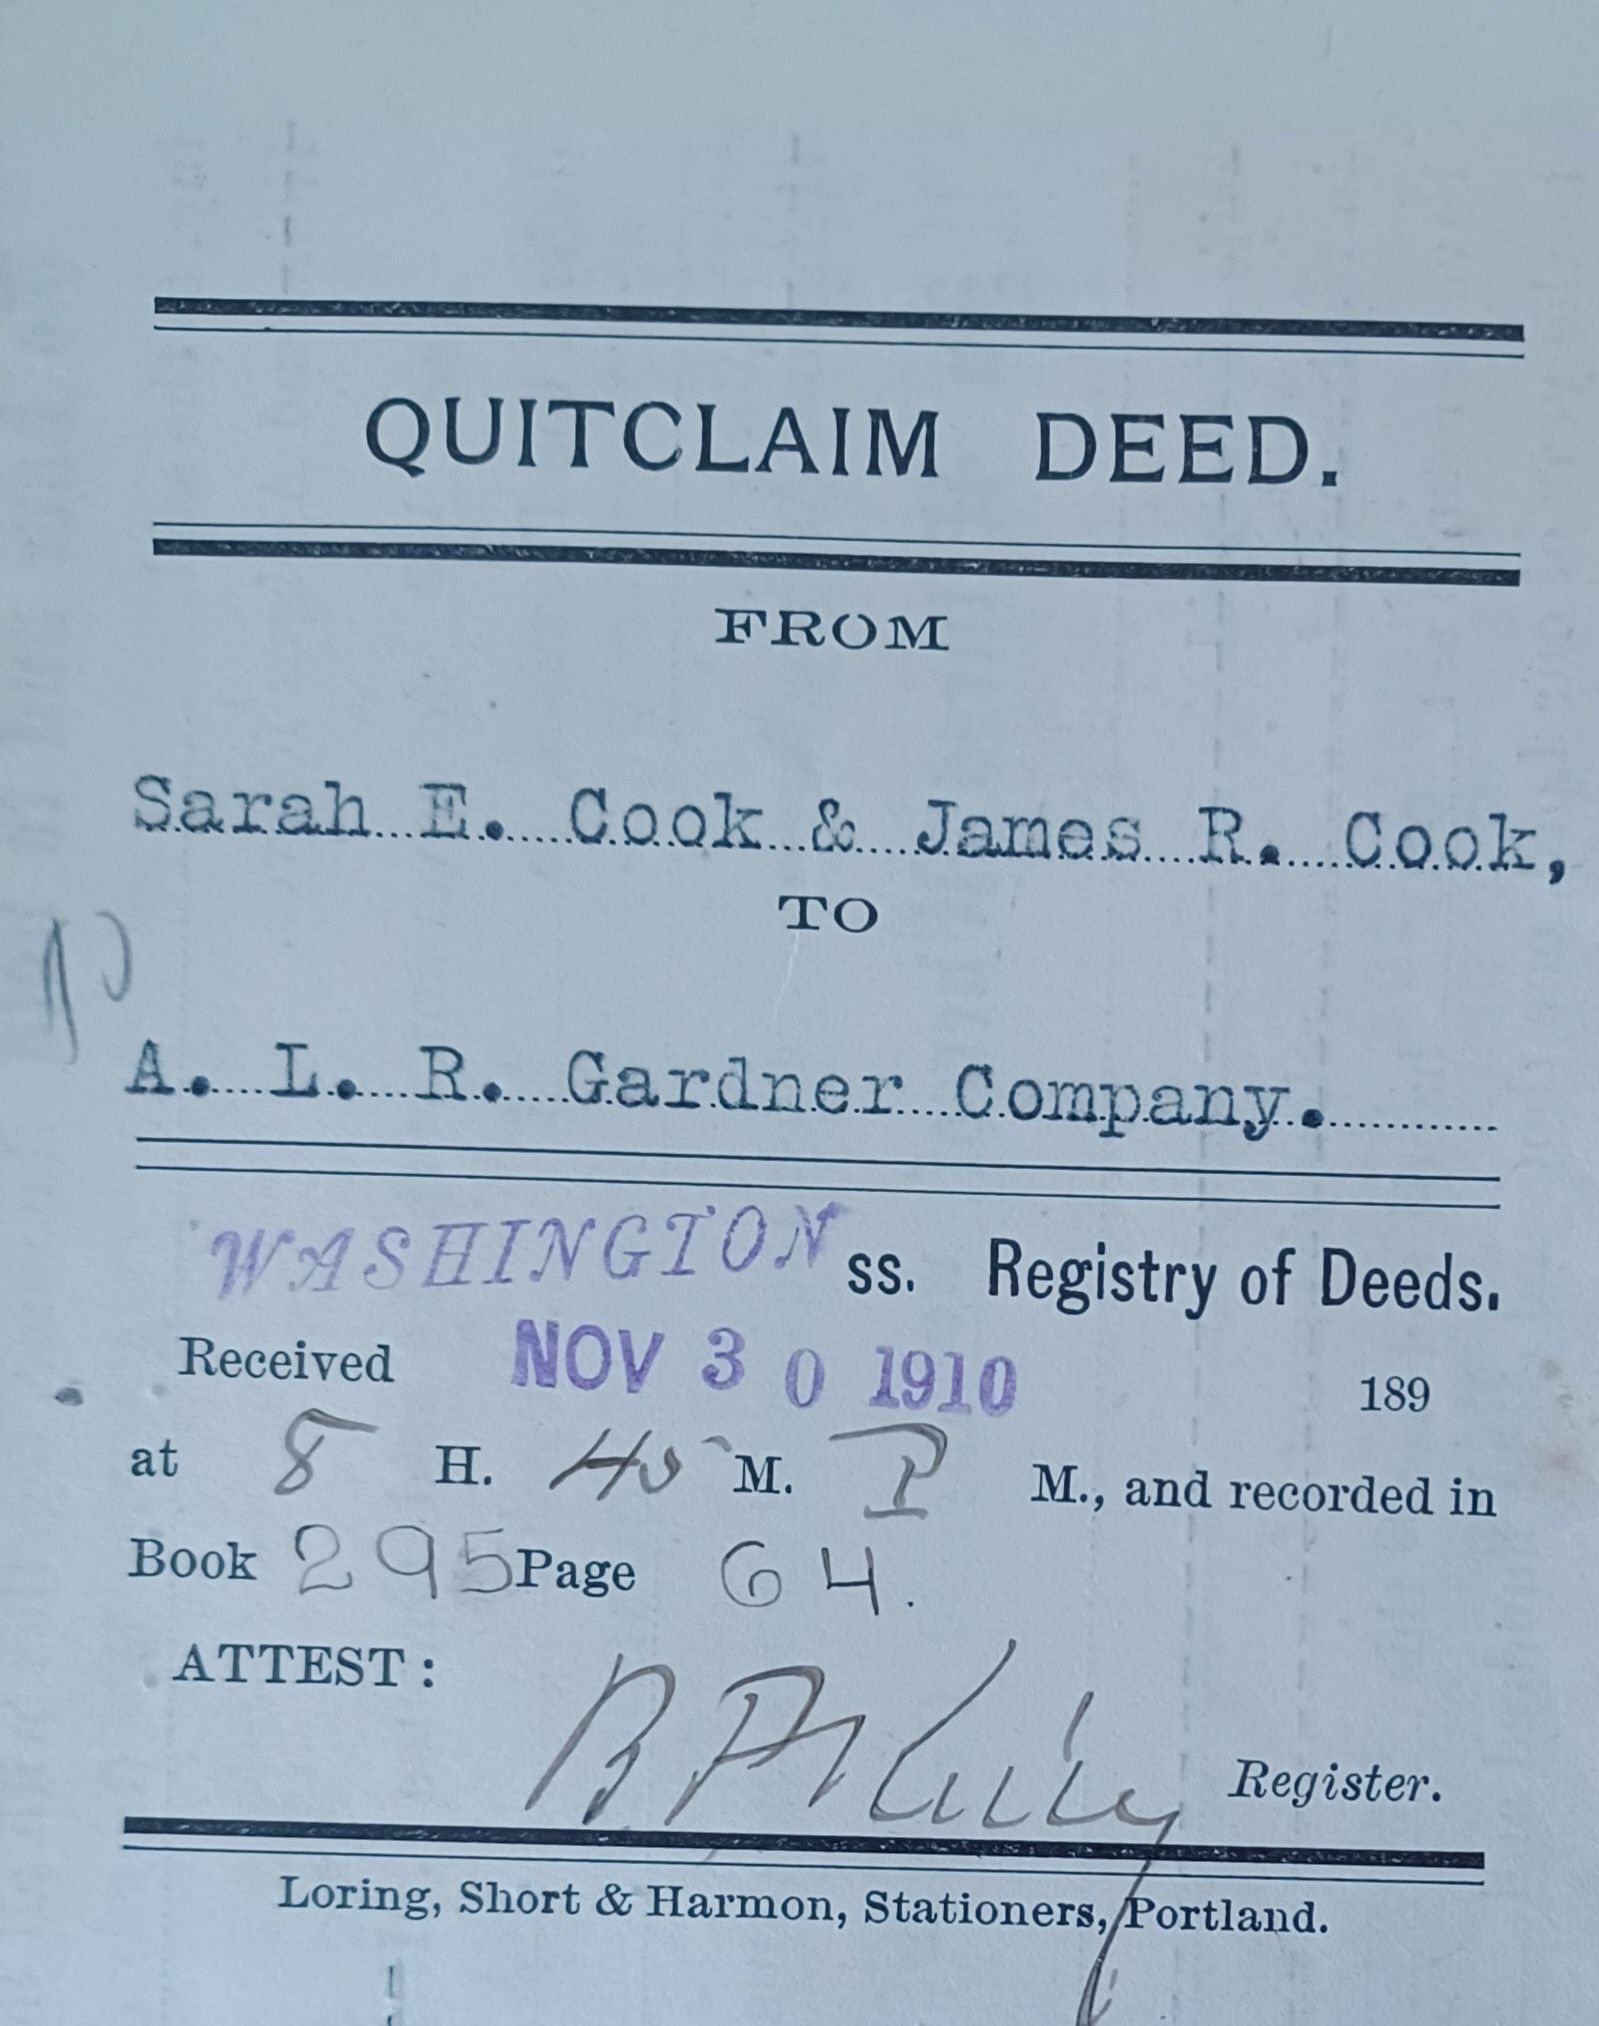 QUITCLAIM DEED.
FROM
Sarah E. Cook & James R. Cook,
TO
A. L. R. Gardner Company.
WASHINGTON ss. Registry of Deeds.
Received NOV 30 1910 189
at 8 H. 40 M. P M., and recorded in
Book 295 Page 64.
ATTEST:
Register.
Loring, Short & Harmon, Stationers, Portland.